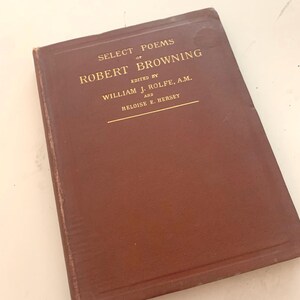 SELECT POEMS
OF
ROBERT BROWNING
EDITED BY
WILLIAM J. ROLFE, A.M.
AND
HELOISE E. HERSEY